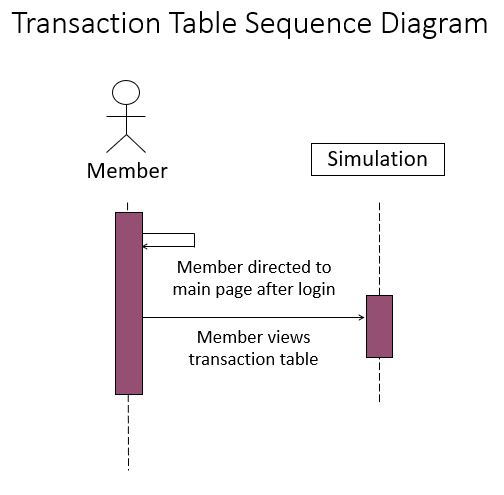 Transaction Table Sequence Diagram
Member
Simulation
Member directed to
main page after login
Member views
transaction table